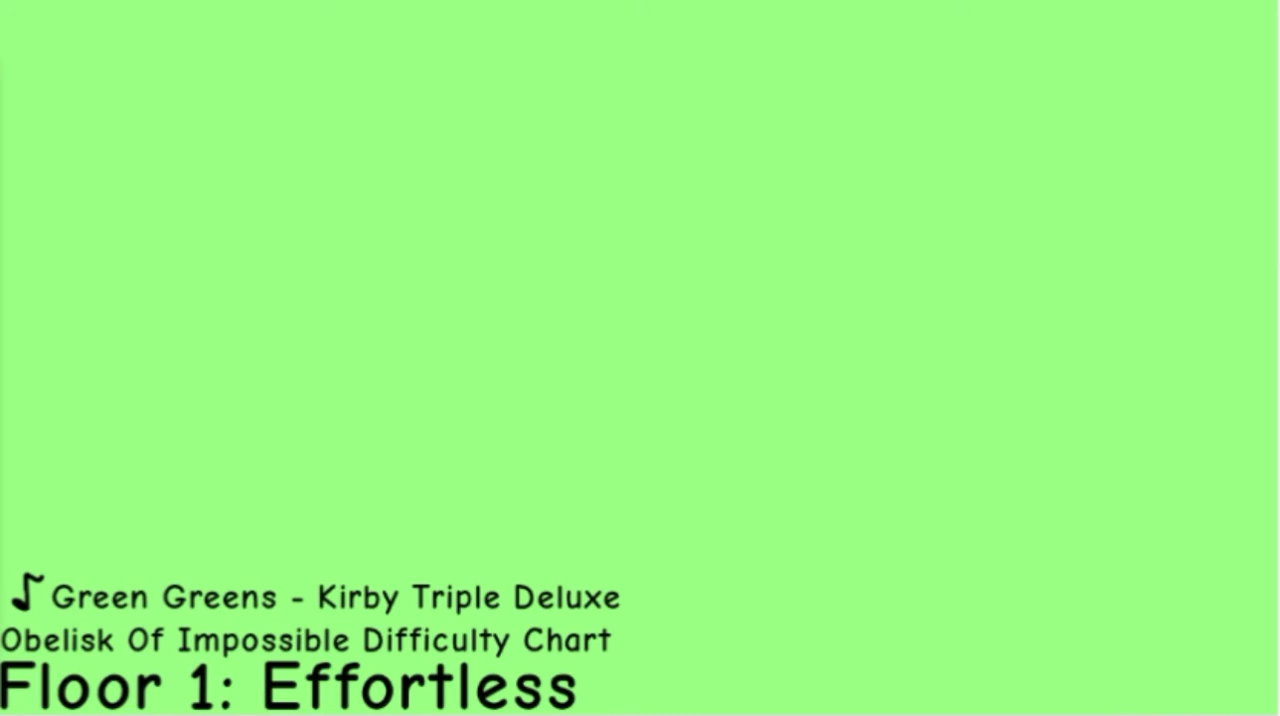 ♪ Green Greens - Kirby Triple Deluxe
Obelisk Of Impossible Difficulty Chart
Floor 1: Effortless